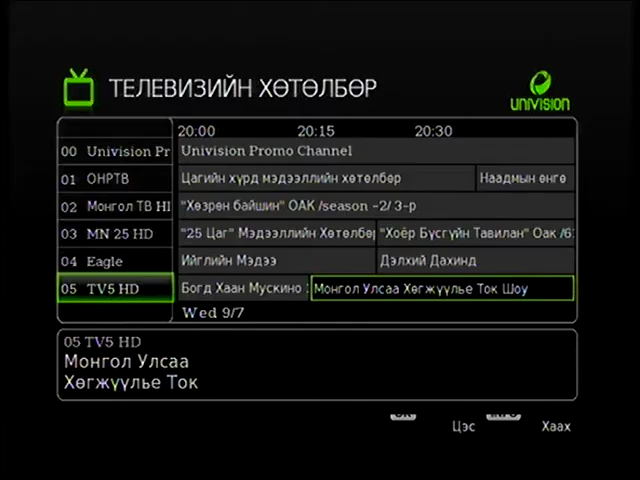 ТЕЛЕВИЗИЙН ХӨТӨЛБӨР
univision
20:00 20:15 20:30
00 Univision Pr Univision Promo Channel
01 ОНРТВ Цагийн хүрд мэдээллийн хөтөлбөр Наадмын өнгө
02 Монгол ТВ HI "Хөзрөн байшин" ОАК /season -2/ 3-р
03 MN 25 HD "25 Цаг" Мэдээллийн Хөтөлбө "Хоёр Бүсгүйн Тавилан" Оак /6
04 Eagle Ийглийн Мэдээ Дэлхий Дахинд
05 TV5 HD Богд Хаан Мускино Монгол Улсаа Хөгжүүлье Ток Шоу
Wed 9/7
05 TV5 HD
Монгол Улсаа
Хөгжүүлье Ток
Цэс INFO Хаах